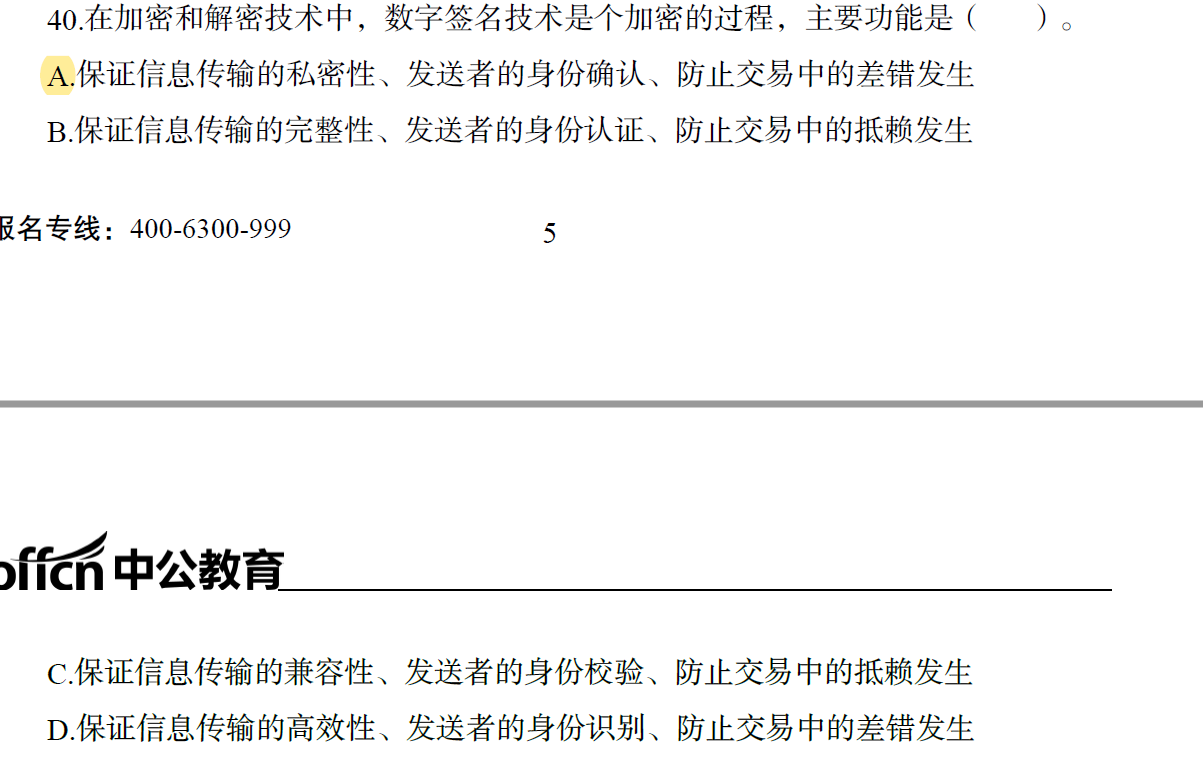 40.在加密和解密技术中，数字签名技术是个加密的过程，主要功能是（　　）。
A.保证信息传输的私密性、发送者的身份确认、防止交易中的差错发生
B.保证信息传输的完整性、发送者的身份认证、防止交易中的抵赖发生
报名专线：400-6300-999
5
offcn 中公教育
C.保证信息传输的兼容性、发送者的身份校验、防止交易中的抵赖发生
D.保证信息传输的高效性、发送者的身份识别、防止交易中的差错发生